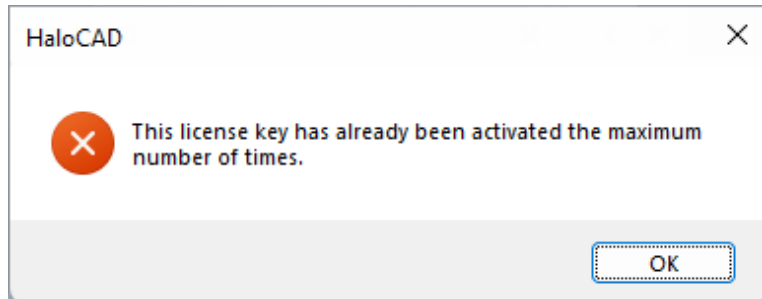 HaloCAD
This license key has already been activated the maximum
number of times.
OK